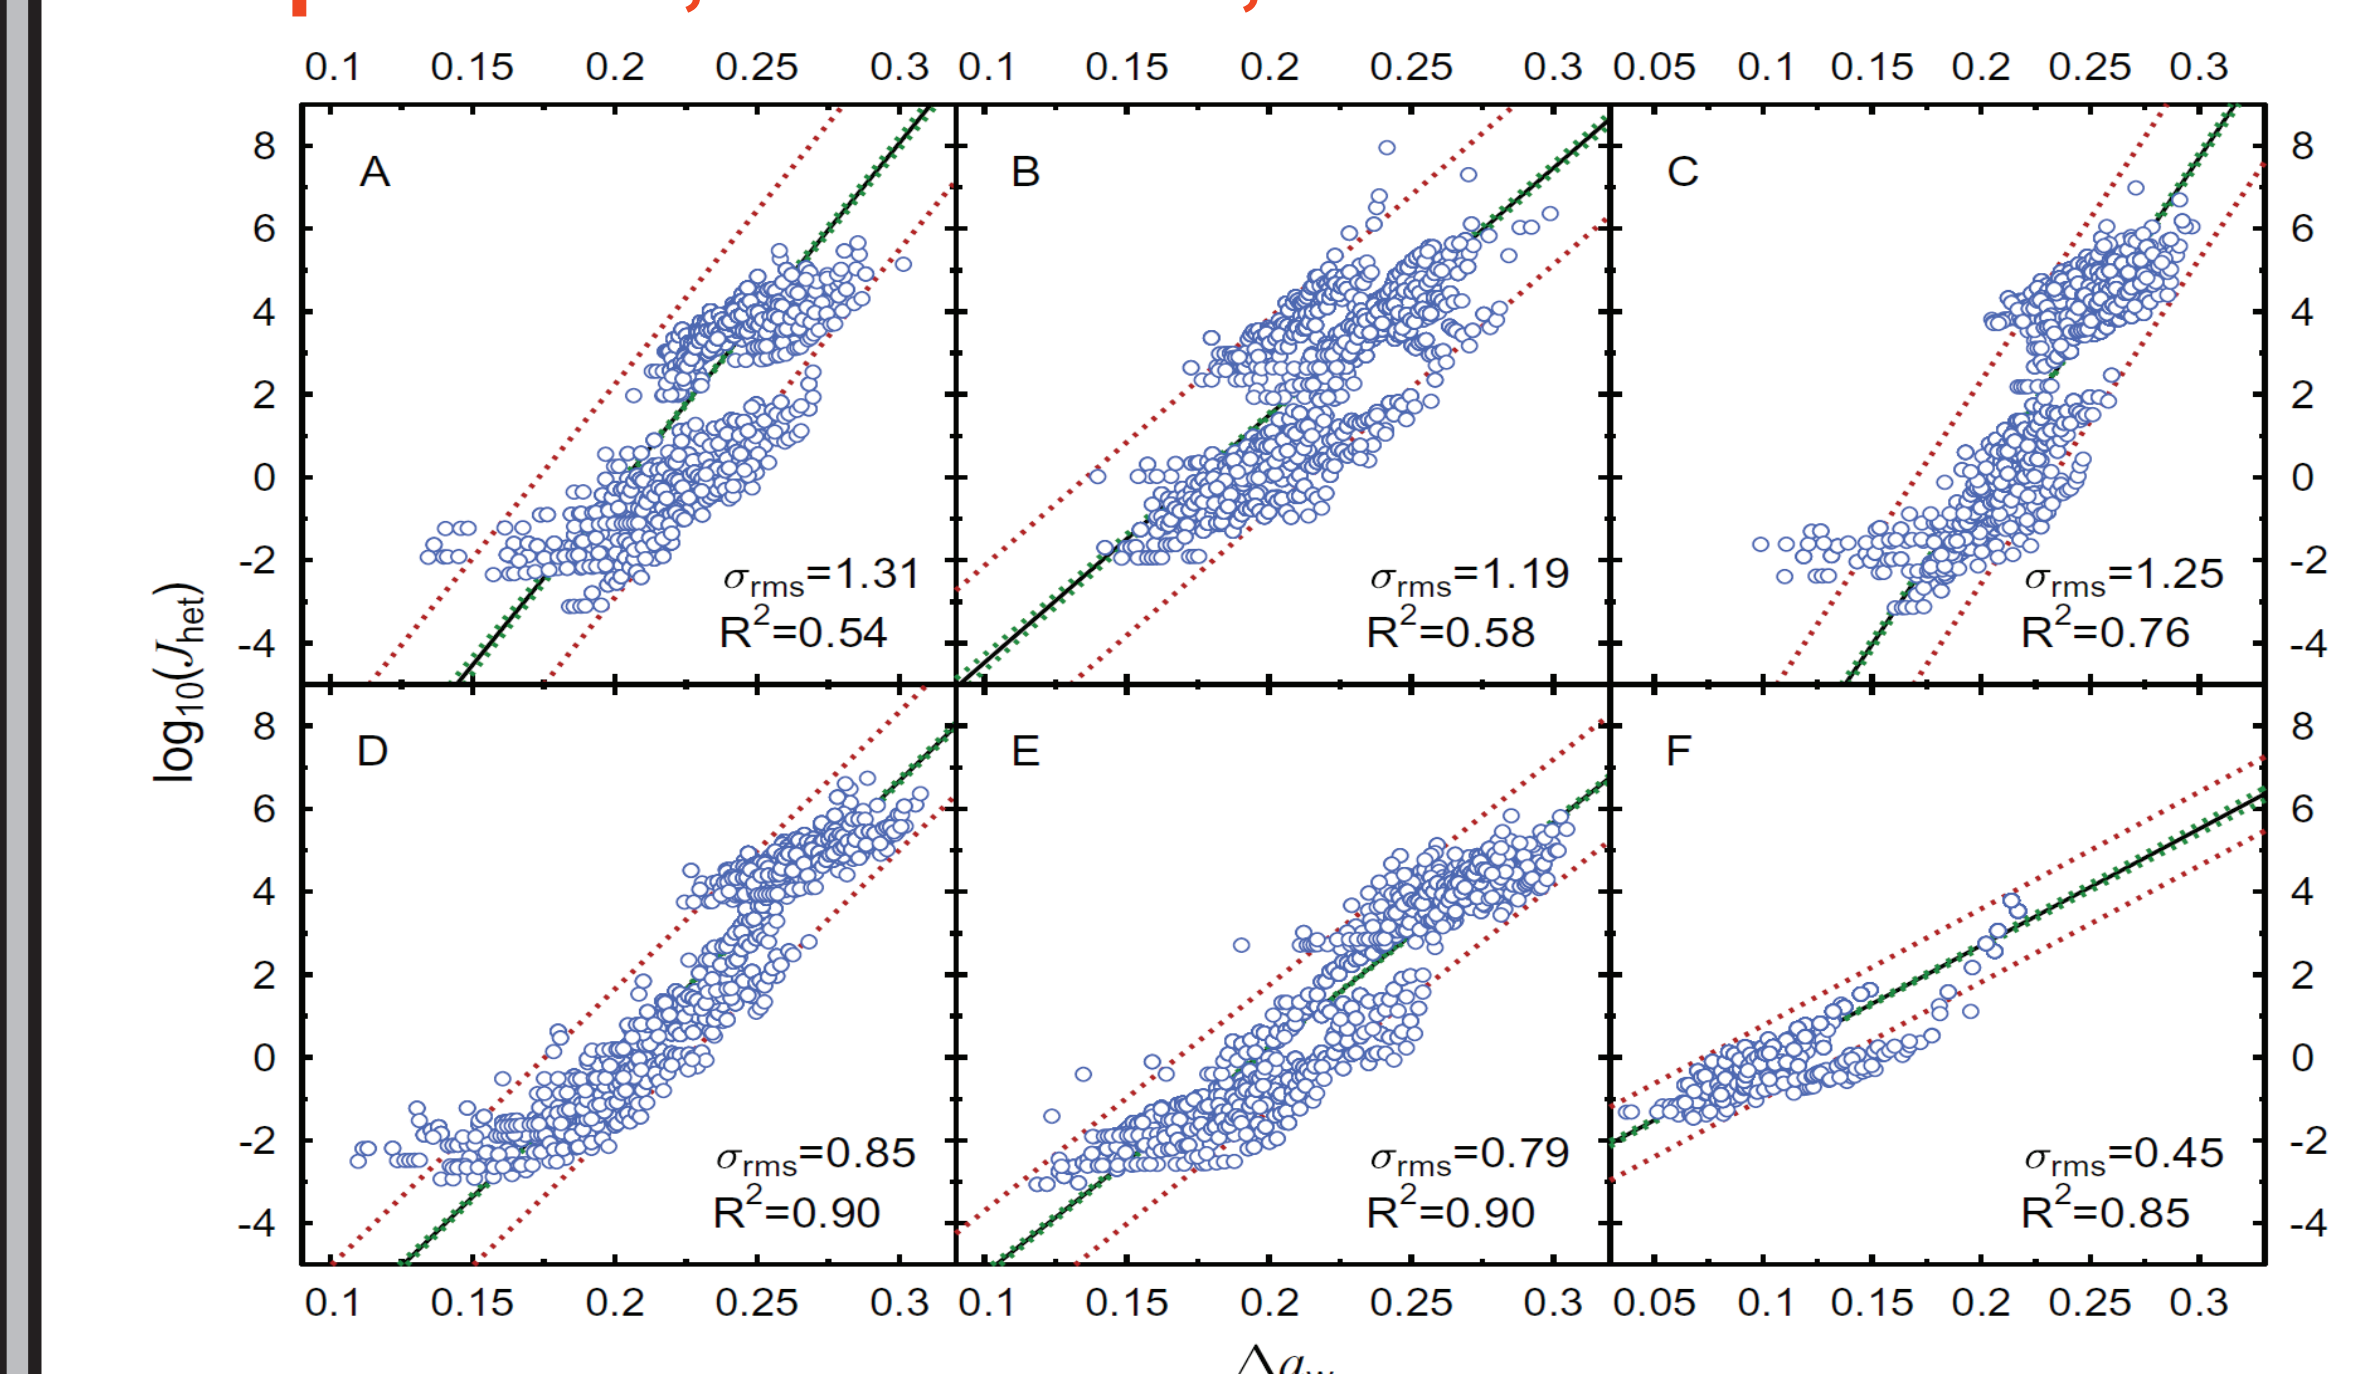 0.1 0.15 0.2 0.25 0.3 0.1 0.15 0.2 0.25 0.3 0.05 0.1 0.15 0.2 0.25 0.3
8 A B C 8
6 6
4 4
2 2
0 0
-2 σrms=1.31 σrms=1.19 σrms=1.25 -2
-4 R²=0.54 R²=0.58 R²=0.76 -4
log10(Jhet)
8 D E F 8
6 6
4 4
2 2
0 0
-2 σrms=0.85 σrms=0.79 σrms=0.45 -2
-4 R²=0.90 R²=0.90 R²=0.85 -4
0.1 0.15 0.2 0.25 0.3 0.1 0.15 0.2 0.25 0.3 0.05 0.1 0.15 0.2 0.25 0.3
Δaw